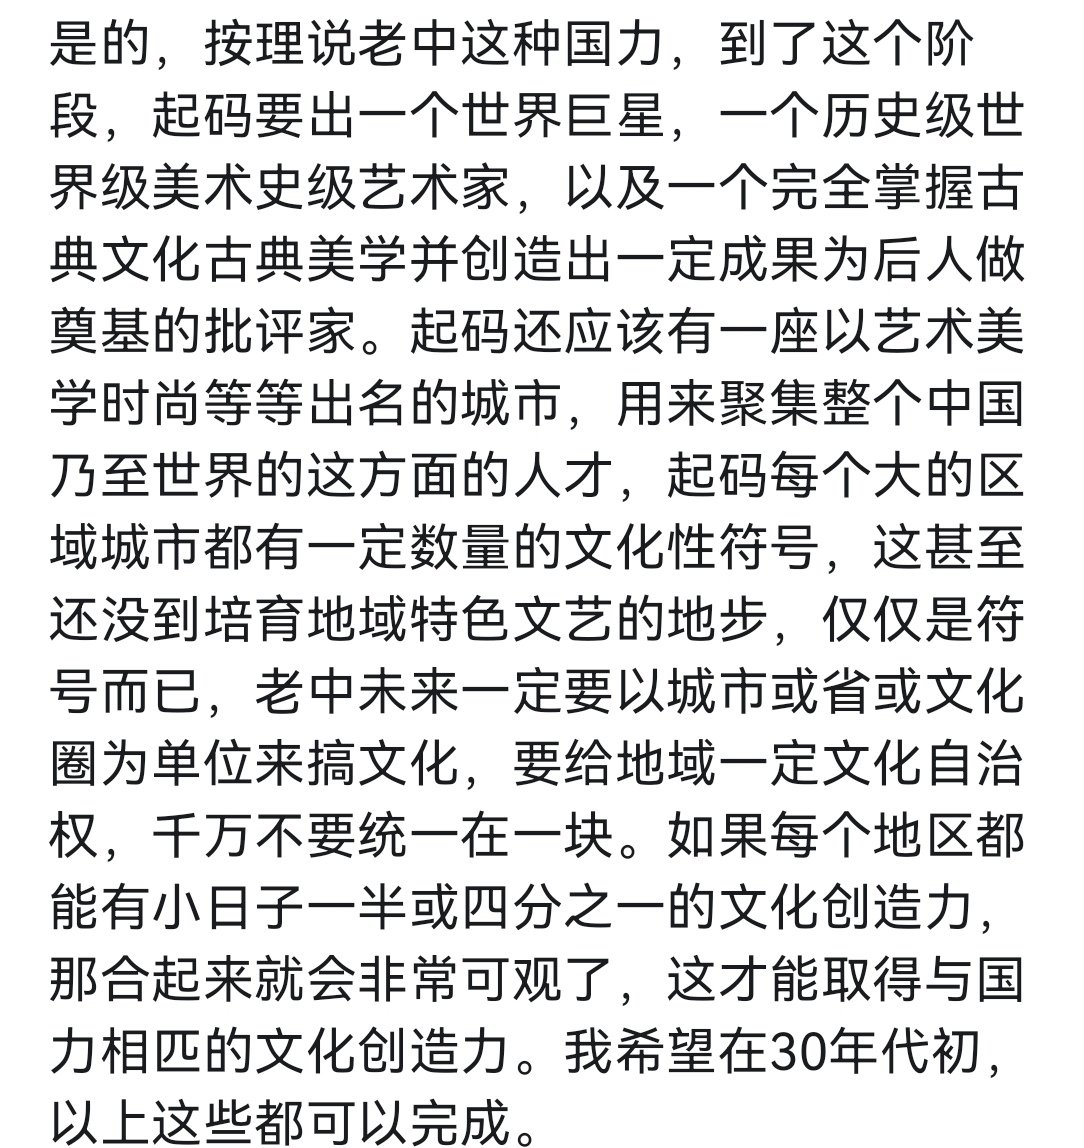 是的，按理说老中这种国力，到了这个阶
段，起码要出一个世界巨星，一个历史级世
界级美术史级艺术家，以及一个完全掌握古
典文化古典美学并创造出一定成果为后人做
奠基的批评家。起码还应该有一座以艺术美
学时尚等等出名的城市，用来聚集整个中国
乃至世界的这方面的人才，起码每个大的区
域城市都有一定数量的文化性符号，这甚至
还没到培育地域特色文艺的地步，仅仅是符
号而已，老中未来一定要以城市或省或文化
圈为单位来搞文化，要给地域一定文化自治
权，千万不要统一在一块。如果每个地区都
能有小日子一半或四分之一的文化创造力，
那合起来就会非常可观了，这才能取得与国
力相匹的文化创造力。我希望在30年代初，
以上这些都可以完成。